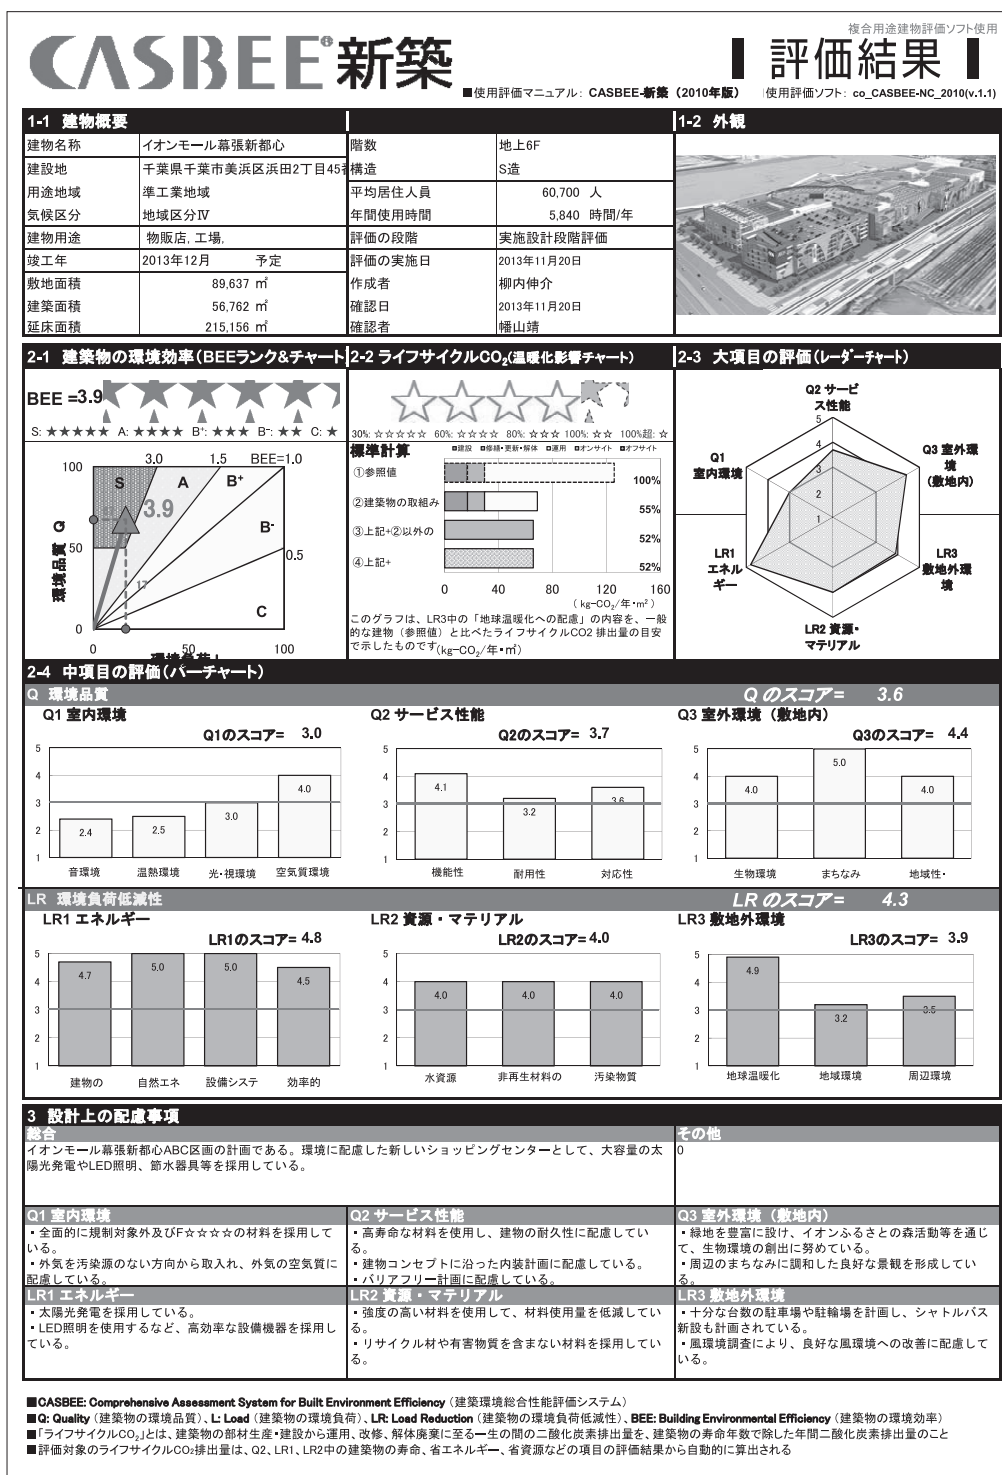 複合用途建物評価ソフト使用
CASBEE®新築
評価結果
■使用評価マニュアル： CASBEE-新築（2010年版）
使用評価ソフト： co_CASBEE-NC_2010(v.1.1)
1-1 建物概要
1-2 外観
建物名称 イオンモール幕張新都心 階数 地上6F
建設地 千葉県千葉市美浜区浜田2丁目45 構造 S造
用途地域 準工業地域 平均居住人員 60,700 人
気候区分 地域区分Ⅳ 年間使用時間 5,840 時間/年
建物用途 物販店, 工場, 評価の段階 実施設計段階評価
竣工年 2013年12月 予定 評価の実施日 2013年11月20日
敷地面積 89,637 ㎡ 作成者 柳内伸介
建築面積 56,762 ㎡ 確認日 2013年11月20日
延床面積 215,156 ㎡ 確認者 幡山靖
2-1 建築物の環境効率（BEEランク&チャート）
2-2 ライフサイクルCO₂(温暖化影響チャート)
2-3 大項目の評価（レーダーチャート）
BEE =3.9
S: ★★★★★ A: ★★★★ B⁺: ★★★ B⁻: ★★ C: ★
3.0 1.5 BEE=1.0
100
S A B⁺
3.9
B⁻
50
0.5
17
C
0
環境品質 Q
0 50 100
環境負荷 L
30%: ☆☆☆☆☆ 60%: ☆☆☆☆ 80%: ☆☆☆ 100%: ☆☆ 100%超: ☆
標準計算
□建設 □修繕・更新・解体 □運用 □オンサイト □オフサイト
①参照値 100%
②建築物の取組み 55%
③上記+②以外の 52%
④上記+ 52%
0 40 80 120 160
( kg-CO₂/年・m² )
このグラフは、LR3中の「地球温暖化への配慮」の内容を、一般
的な建物（参照値）と比べたライフサイクルCO2 排出量の目安
で示したものです(kg-CO₂/年・㎡)
Q2 サービ
ス性能
Q1
室内環境
Q3 室外環
境
(敷地内)
LR1
エネル
ギー
LR3
敷地外環
境
LR2 資源・
マテリアル
5
4
3
2
1
2-4 中項目の評価（バーチャート）
Q 環境品質 Q のスコア= 3.6
Q1 室内環境
Q1のスコア= 3.0
5
4
3
2
1
2.4 2.5 3.0 4.0
音環境 温熱環境 光・視環境 空気質環境
Q2 サービス性能
Q2のスコア= 3.7
5
4
3
2
1
4.1 3.2 3.6
機能性 耐用性 対応性
Q3 室外環境（敷地内）
Q3のスコア= 4.4
5
4
3
2
1
4.0 5.0 4.0
生物環境 まちなみ 地域性・
LR 環境負荷低減性 LR のスコア= 4.3
LR1 エネルギー
LR1のスコア= 4.8
5
4
3
2
1
4.7 5.0 5.0 4.5
建物の 自然エネ 設備システ 効率的
LR2 資源・マテリアル
LR2のスコア= 4.0
5
4
3
2
1
4.0 4.0 4.0
水資源 非再生材料の 汚染物質
LR3 敷地外環境
LR3のスコア= 3.9
5
4
3
2
1
4.9 3.2 3.5
地球温暖化 地域環境 周辺環境
3 設計上の配慮事項
総合
イオンモール幕張新都心ABC区画の計画である。環境に配慮した新しいショッピングセンターとして、大容量の太
陽光発電やLED照明、節水器具等を採用している。
その他
0
Q1 室内環境
・全面的に規制対象外及びF☆☆☆☆の材料を採用して
いる。
・外気を汚染源のない方向から取入れ、外気の空気質に
配慮している。
Q2 サービス性能
・高寿命な材料を使用し、建物の耐久性に配慮してい
る。
・建物コンセプトに沿った内装計画に配慮している。
・バリアフリー計画に配慮している。
Q3 室外環境（敷地内）
・緑地を豊富に設け、イオンふるさとの森活動等を通じ
て、生物環境の創出に努めている。
・周辺のまちなみに調和した良好な景観を形成してい
る。
LR1 エネルギー
・太陽光発電を採用している。
・LED照明を使用するなど、高効率な設備機器を採用し
ている。
LR2 資源・マテリアル
・強度の高い材料を使用して、材料使用量を低減してい
る。
・リサイクル材や有害物質を含まない材料を採用してい
る。
LR3 敷地外環境
・十分な台数の駐車場や駐輪場を計画し、シャトルバス
新設も計画されている。
・風環境調査により、良好な風環境への改善に配慮して
いる。
■CASBEE: Comprehensive Assessment System for Built Environment Efficiency（建築環境総合性能評価システム）
■Q: Quality（建築物の環境品質）、L: Load（建築物の環境負荷）、LR: Load Reduction（建築物の環境負荷低減性）、BEE: Building Environmental Efficiency（建築物の環境効率）
■「ライフサイクルCO₂」とは、建築物の部材生産・建設から運用、改修、解体廃棄に至る一生の間の二酸化炭素排出量を、建築物の寿命年数で除した年間二酸化炭素排出量のこと
■評価対象のライフサイクルCO₂排出量は、Q2、LR1、LR2中の建築物の寿命、省エネルギー、省資源などの項目の評価結果から自動的に算出される